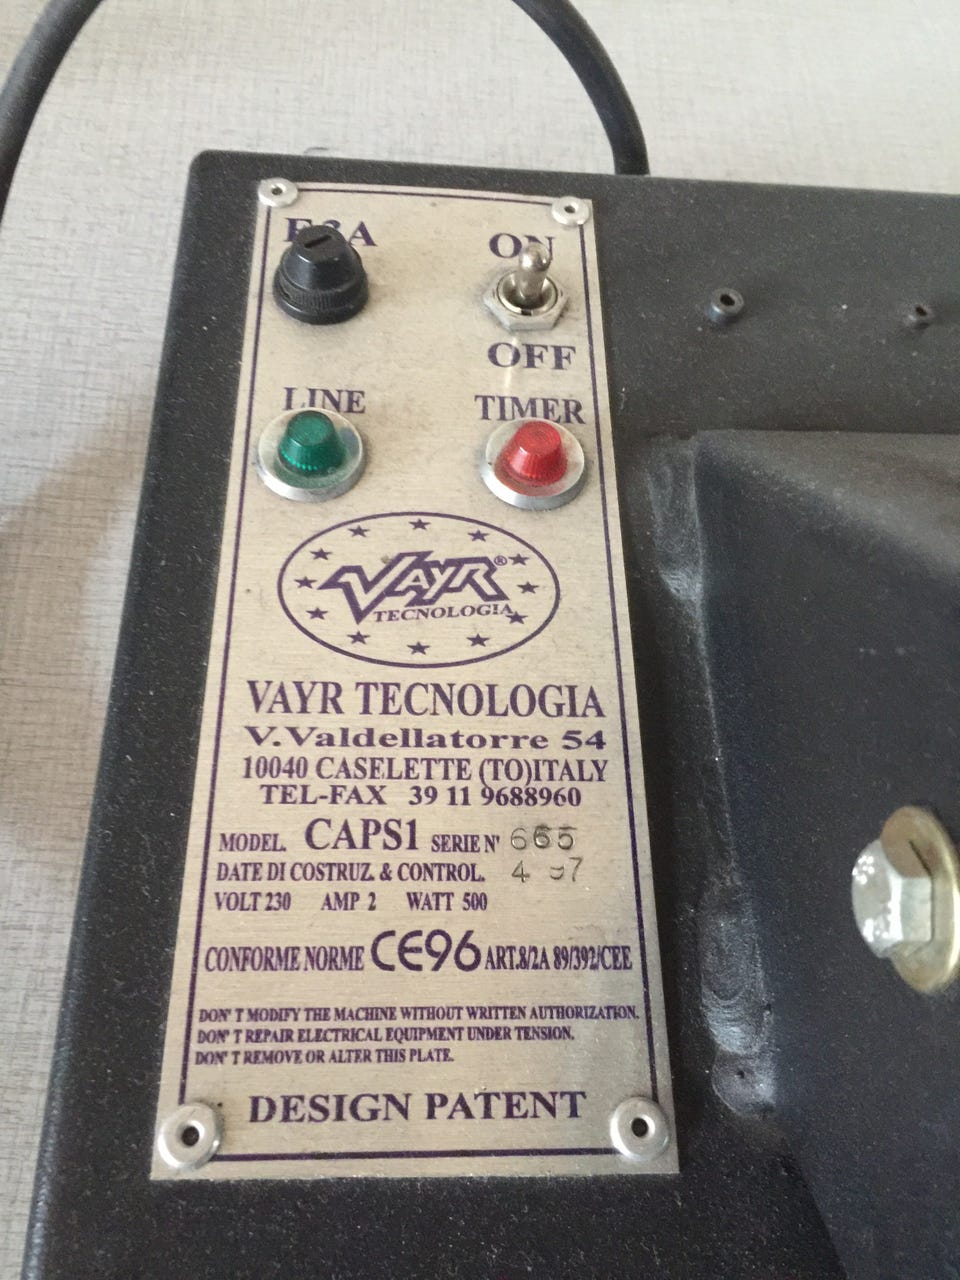 ON
OFF
LINE
TIMER
VAYR®
TECNOLOGIA
VAYR TECNOLOGIA
V.Valdellatorre 54
10040 CASELETTE (TO)ITALY
TEL-FAX 39 11 9688960
MODEL. CAPS1 SERIE N' 665
DATE DI COSTRUZ. & CONTROL. 4
VOLT 230 AMP 2 WATT 500
CONFORME NORME CE96 ART.8/2A 89/392/CEE
DON'T MODIFY THE MACHINE WITHOUT WRITTEN AUTHORIZATION.
DON'T REPAIR ELECTRICAL EQUIPMENT UNDER TENSION.
DON'T REMOVE OR ALTER THIS PLATE.
DESIGN PATENT